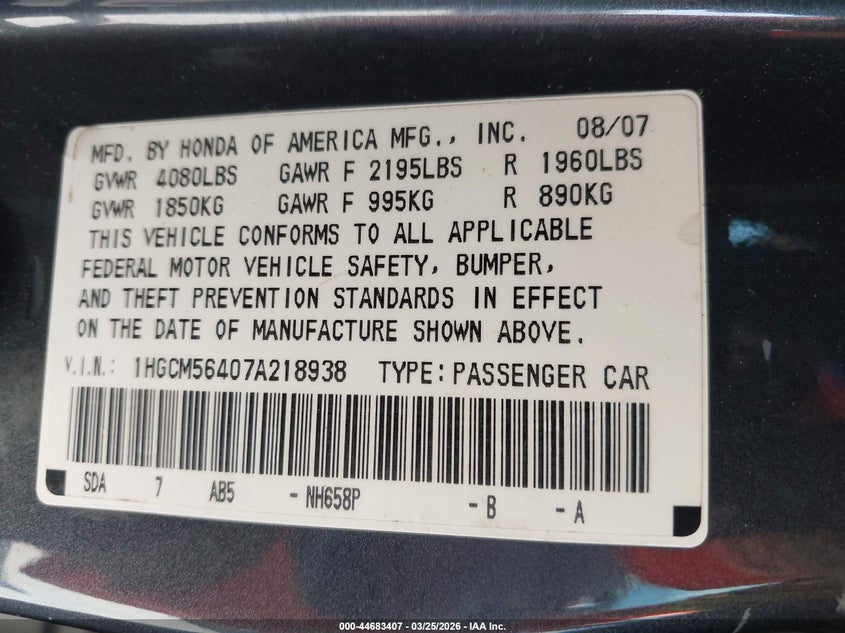 MFD. BY HONDA OF AMERICA MFG., INC. 08/07
GVWR 4080LBS GAWR F 2195LBS R 1960LBS
GVWR 1850KG GAWR F 995KG R 890KG
THIS VEHICLE CONFORMS TO ALL APPLICABLE
FEDERAL MOTOR VEHICLE SAFETY, BUMPER,
AND THEFT PREVENTION STANDARDS IN EFFECT
ON THE DATE OF MANUFACTURE SHOWN ABOVE.
V.I.N.: 1HGCM56407A218938 TYPE: PASSENGER CAR
SDA 7 AB5 - NH658P - B - A
000-44683407 - 03/25/2026 - IAA Inc.